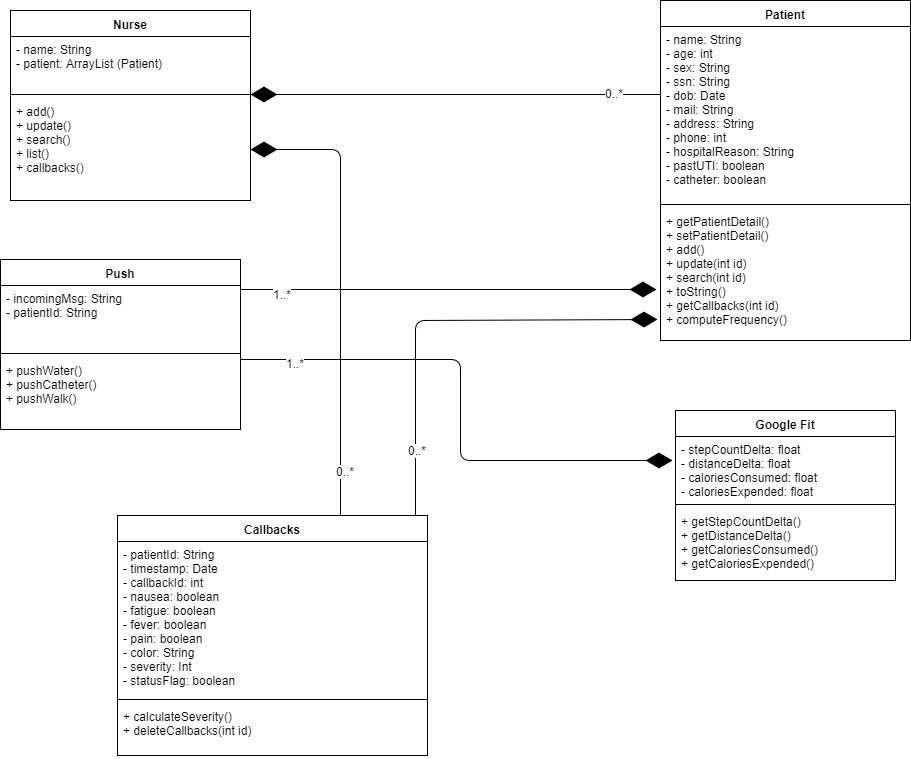 Nurse
- name: String
- patient: ArrayList (Patient)
+ add()
+ update()
+ search()
+ list()
+ callbacks()
0..*
Patient
- name: String
- age: int
- sex: String
- ssn: String
- dob: Date
- mail: String
- address: String
- phone: int
- hospitalReason: String
- pastUTI: boolean
- catheter: boolean
+ getPatientDetail()
+ setPatientDetail()
+ add()
+ update(int id)
+ search(int id)
+ toString()
+ getCallbacks(int id)
+ computeFrequency()
Push
- incomingMsg: String
- patientId: String
+ pushWater()
+ pushCatheter()
+ pushWalk()
1..*
1..*
0..*
0..*
Google Fit
- stepCountDelta: float
- distanceDelta: float
- caloriesConsumed: float
- caloriesExpended: float
+ getStepCountDelta()
+ getDistanceDelta()
+ getCaloriesConsumed()
+ getCaloriesExpended()
Callbacks
- patientId: String
- timestamp: Date
- callbackId: int
- nausea: boolean
- fatigue: boolean
- fever: boolean
- pain: boolean
- color: String
- severity: Int
- statusFlag: boolean
+ calculateSeverity()
+ deleteCallbacks(int id)